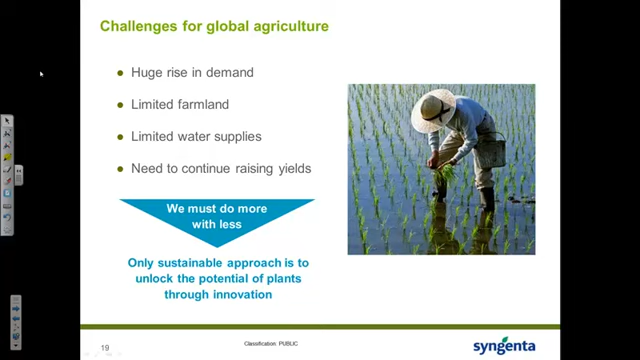 Challenges for global agriculture
● Huge rise in demand
● Limited farmland
● Limited water supplies
● Need to continue raising yields
We must do more
with less
Only sustainable approach is to
unlock the potential of plants
through innovation
19
Classification PUBLIC
syngenta